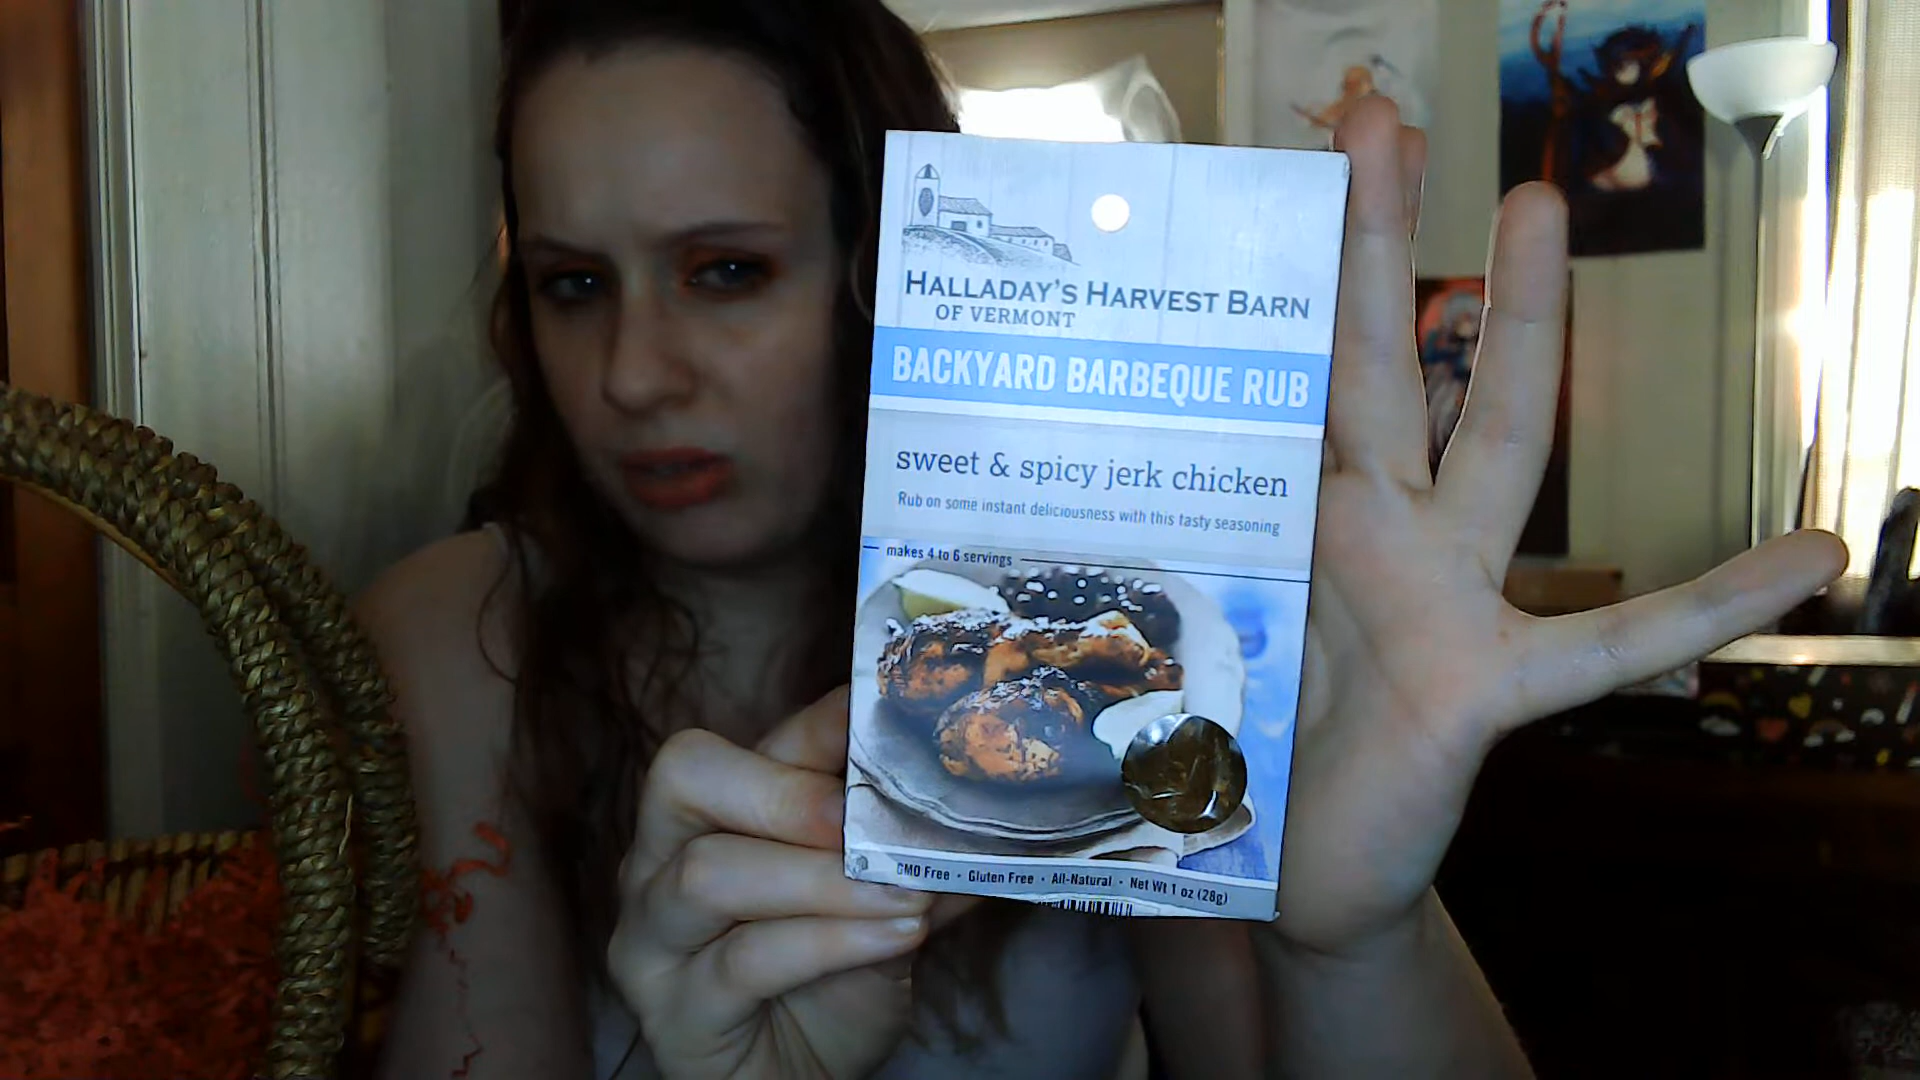 HALLADAY'S HARVEST BARN
OF VERMONT
BACKYARD BARBEQUE RUB
sweet & spicy jerk chicken
Rub on some instant deliciousness with this tasty seasoning
makes 4 to 6 servings
GMO Free • Gluten Free • All-Natural • Net Wt 1 oz (28g)